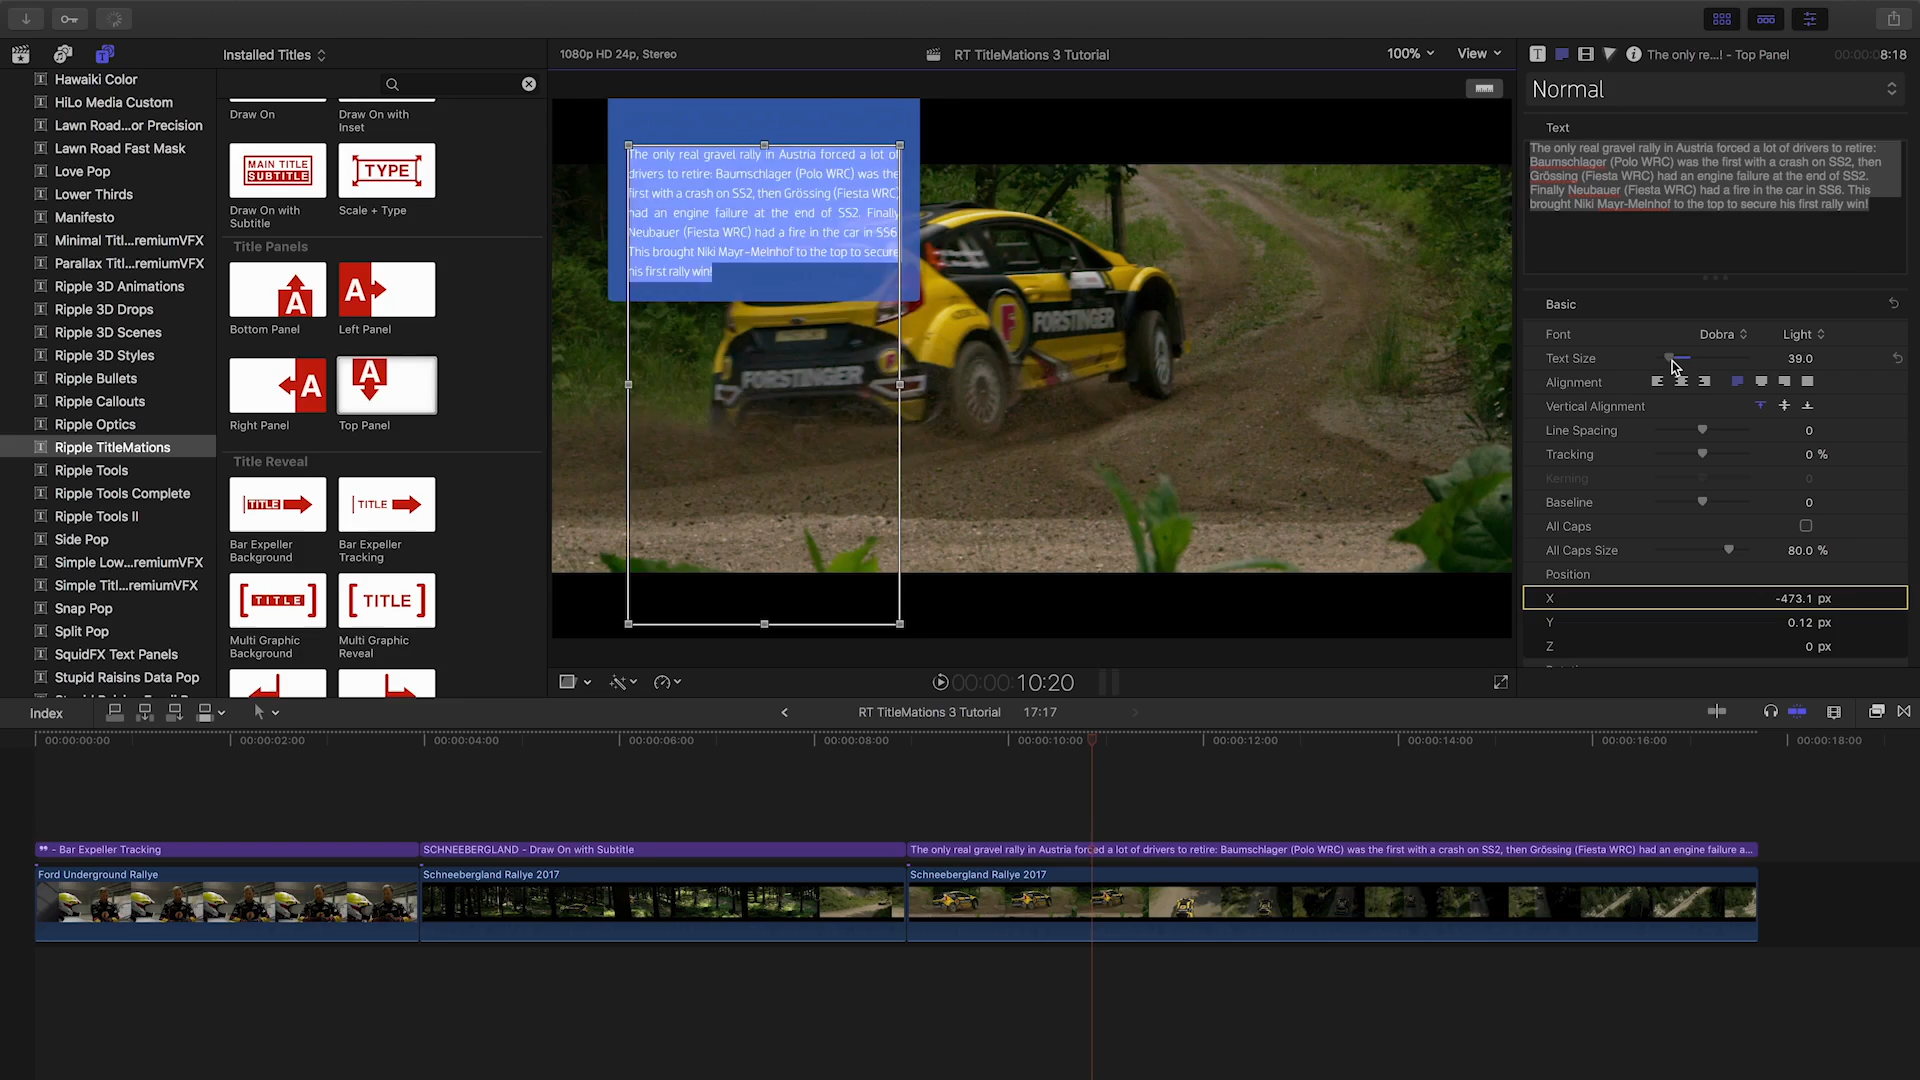 Installed Titles
1080p HD 24p, Stereo
RT TitleMations 3 Tutorial
100%
View
The only re...! - Top Panel
00:00:08:18
Hawaiki Color
HiLo Media Custom
Lawn Road...or Precision
Lawn Road Fast Mask
Love Pop
Lower Thirds
Manifesto
Minimal Titl...remiumVFX
Parallax Titl...remiumVFX
Ripple 3D Animations
Ripple 3D Drops
Ripple 3D Scenes
Ripple 3D Styles
Ripple Bullets
Ripple Callouts
Ripple Optics
Ripple TitleMations
Ripple Tools
Ripple Tools Complete
Ripple Tools II
Side Pop
Simple Low...remiumVFX
Simple Titl...remiumVFX
Snap Pop
Split Pop
SquidFX Text Panels
Stupid Raisins Data Pop
Draw On
Draw On with
Inset
MAIN TITLE
SUBTITLE
TYPE
Draw On with
Subtitle
Scale + Type
Title Panels
A
A
Bottom Panel
Left Panel
A
A
Right Panel
Top Panel
Title Reveal
TITLE
TITLE
Bar Expeller
Background
Bar Expeller
Tracking
[TITLE]
[TITLE]
Multi Graphic
Background
Multi Graphic
Reveal
The only real gravel rally in Austria forced a lot of
drivers to retire: Baumschlager (Polo WRC) was the
first with a crash on SS2, then Grössing (Fiesta WRC)
had an engine failure at the end of SS2. Finally
Neubauer (Fiesta WRC) had a fire in the car in SS6.
This brought Niki Mayr-Melnhof to the top to secure
his first rally win!
FORSTINGER
FORSTINGER
Normal
Text
The only real gravel rally in Austria forced a lot of drivers to retire:
Baumschlager (Polo WRC) was the first with a crash on SS2, then
Grössing (Fiesta WRC) had an engine failure at the end of SS2.
Finally Neubauer (Fiesta WRC) had a fire in the car in SS6. This
brought Niki Mayr-Melnhof to the top to secure his first rally win!
Basic
Font Dobra Light
Text Size 39.0
Alignment
Vertical Alignment
Line Spacing 0
Tracking 0 %
Kerning 0
Baseline 0
All Caps
All Caps Size 80.0 %
Position
X -473.1 px
Y 0.12 px
Z 0 px
00:00:10:20
Index
RT TitleMations 3 Tutorial 17:17
00:00:00:00 00:00:02:00 00:00:04:00 00:00:06:00 00:00:08:00 00:00:10:00 00:00:12:00 00:00:14:00 00:00:16:00 00:00:18:00
❞ - Bar Expeller Tracking
SCHNEEBERGLAND - Draw On with Subtitle
The only real gravel rally in Austria forced a lot of drivers to retire: Baumschlager (Polo WRC) was the first with a crash on SS2, then Grössing (Fiesta WRC) had an engine failure a...
Ford Underground Rallye
Schneebergland Rallye 2017
Schneebergland Rallye 2017